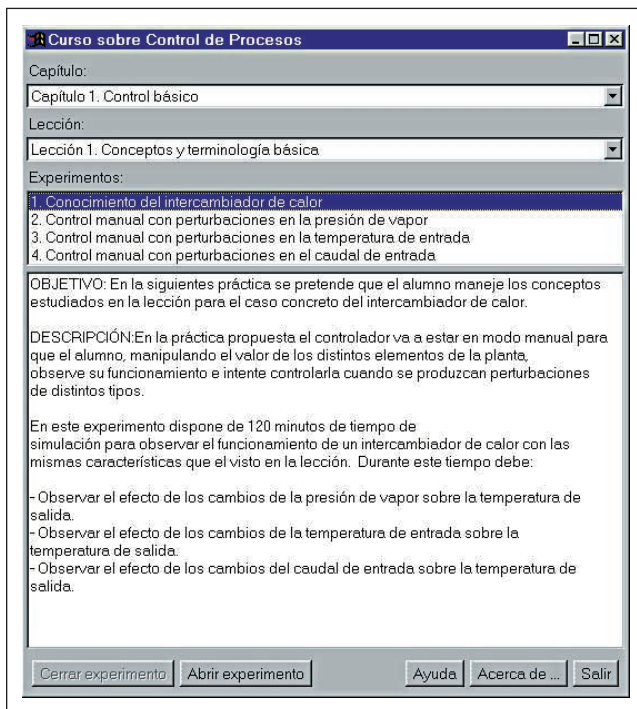 Curso sobre Control de Procesos
Capítulo:
Capítulo 1. Control básico
Lección:
Lección 1. Conceptos y terminología básica
Experimentos:
1. Conocimiento del intercambiador de calor
2. Control manual con perturbaciones en la presión de vapor
3. Control manual con perturbaciones en la temperatura de entrada
4. Control manual con perturbaciones en el caudal de entrada
OBJETIVO: En la siguientes práctica se pretende que el alumno maneje los conceptos
estudiados en la lección para el caso concreto del intercambiador de calor.
DESCRIPCIÓN:En la práctica propuesta el controlador va a estar en modo manual para
que el alumno, manipulando el valor de los distintos elementos de la planta,
observe su funcionamiento e intente controlarla cuando se produzcan perturbaciones
de distintos tipos.
En este experimento dispone de 120 minutos de tiempo de
simulación para observar el funcionamiento de un intercambiador de calor con las
mismas características que el visto en la lección. Durante este tiempo debe:
- Observar el efecto de los cambios de la presión de vapor sobre la temperatura de
salida.
- Observar el efecto de los cambios de la temperatura de entrada sobre la
temperatura de salida.
- Observar el efecto de los cambios del caudal de entrada sobre la temperatura de
salida.
Cerrar experimento Abrir experimento Ayuda Acerca de ... Salir